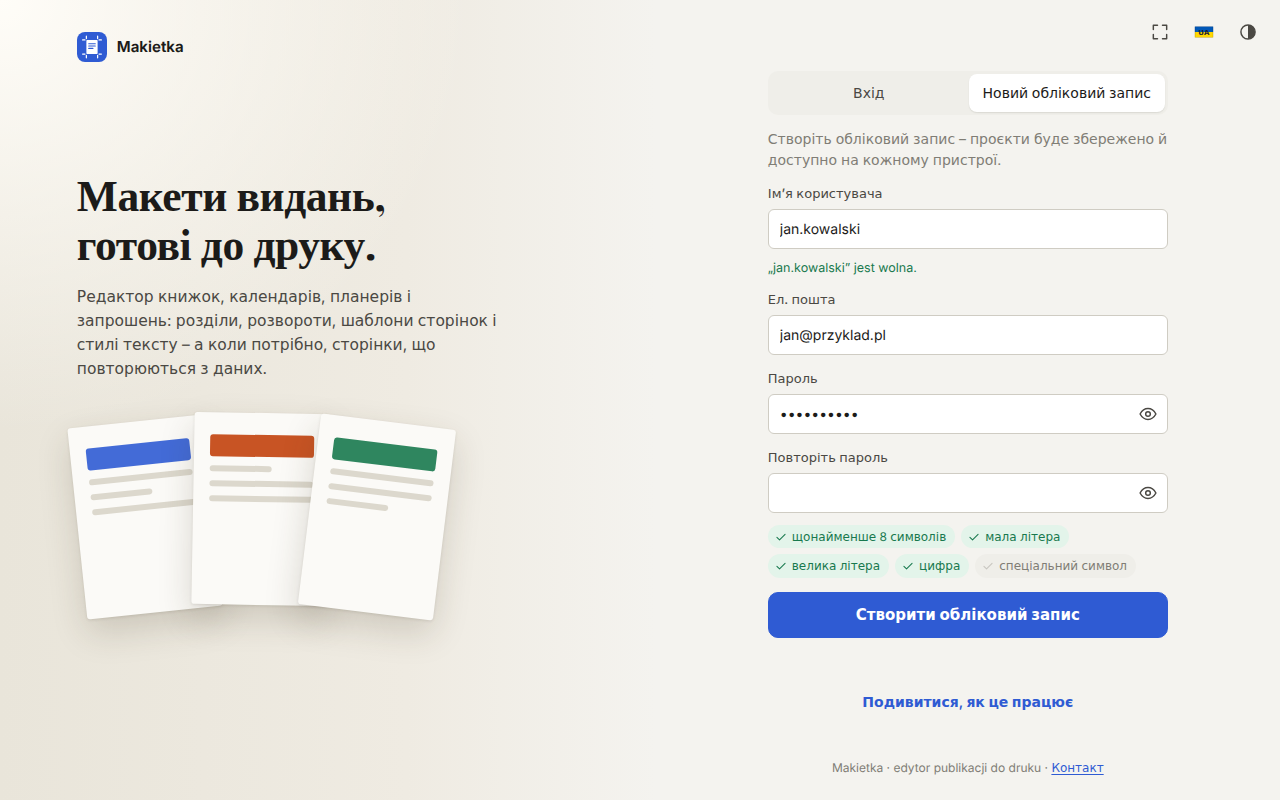 Makietka
UA
Макети видань,
готові до друку.
Редактор книжок, календарів, планерів і
запрошень: розділи, розвороти, шаблони сторінок і
стилі тексту – а коли потрібно, сторінки, що
повторюються з даних.
Вхід
Новий обліковий запис
Створіть обліковий запис – проєкти буде збережено й
доступно на кожному пристрої.
Ім’я користувача
jan.kowalski
„jan.kowalski” jest wolna.
Ел. пошта
jan@przyklad.pl
Пароль
••••••••••
Повторіть пароль
щонайменше 8 символів
мала літера
велика літера
цифра
спеціальний символ
Створити обліковий запис
Подивитися, як це працює
Makietka · edytor publikacji do druku · Контакт